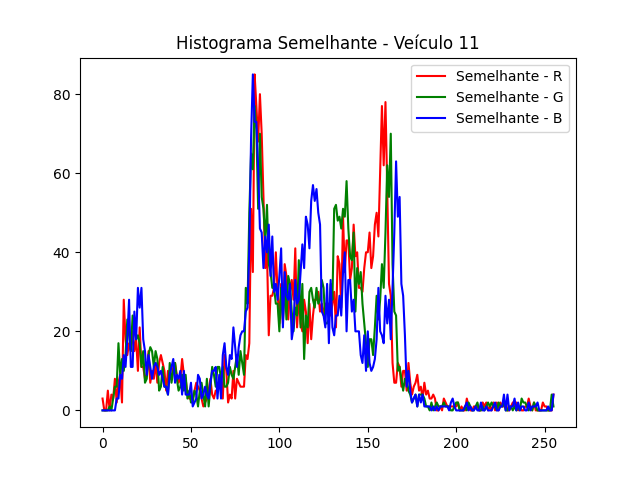 Histograma Semelhante - Veículo 11
Semelhante - R
Semelhante - G
Semelhante - B
80
60
40
20
0
0 50 100 150 200 250